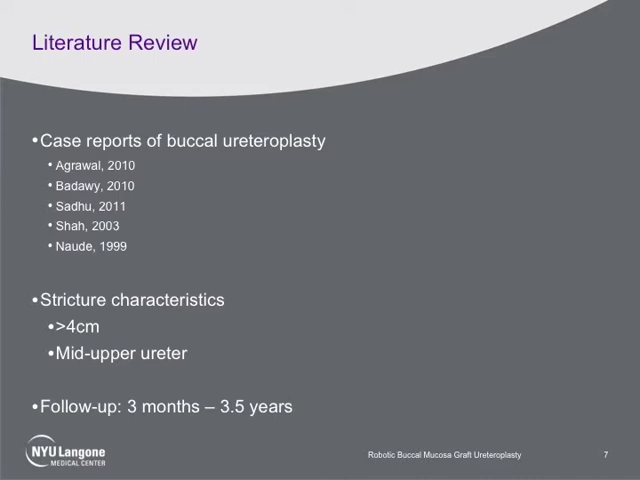 Literature Review
•Case reports of buccal ureteroplasty
• Agrawal, 2010
• Badawy, 2010
• Sadhu, 2011
• Shah, 2003
• Naude, 1999
•Stricture characteristics
•>4cm
•Mid-upper ureter
•Follow-up: 3 months – 3.5 years
NYU Langone
MEDICAL CENTER
Robotic Buccal Mucosa Graft Ureteroplasty 7